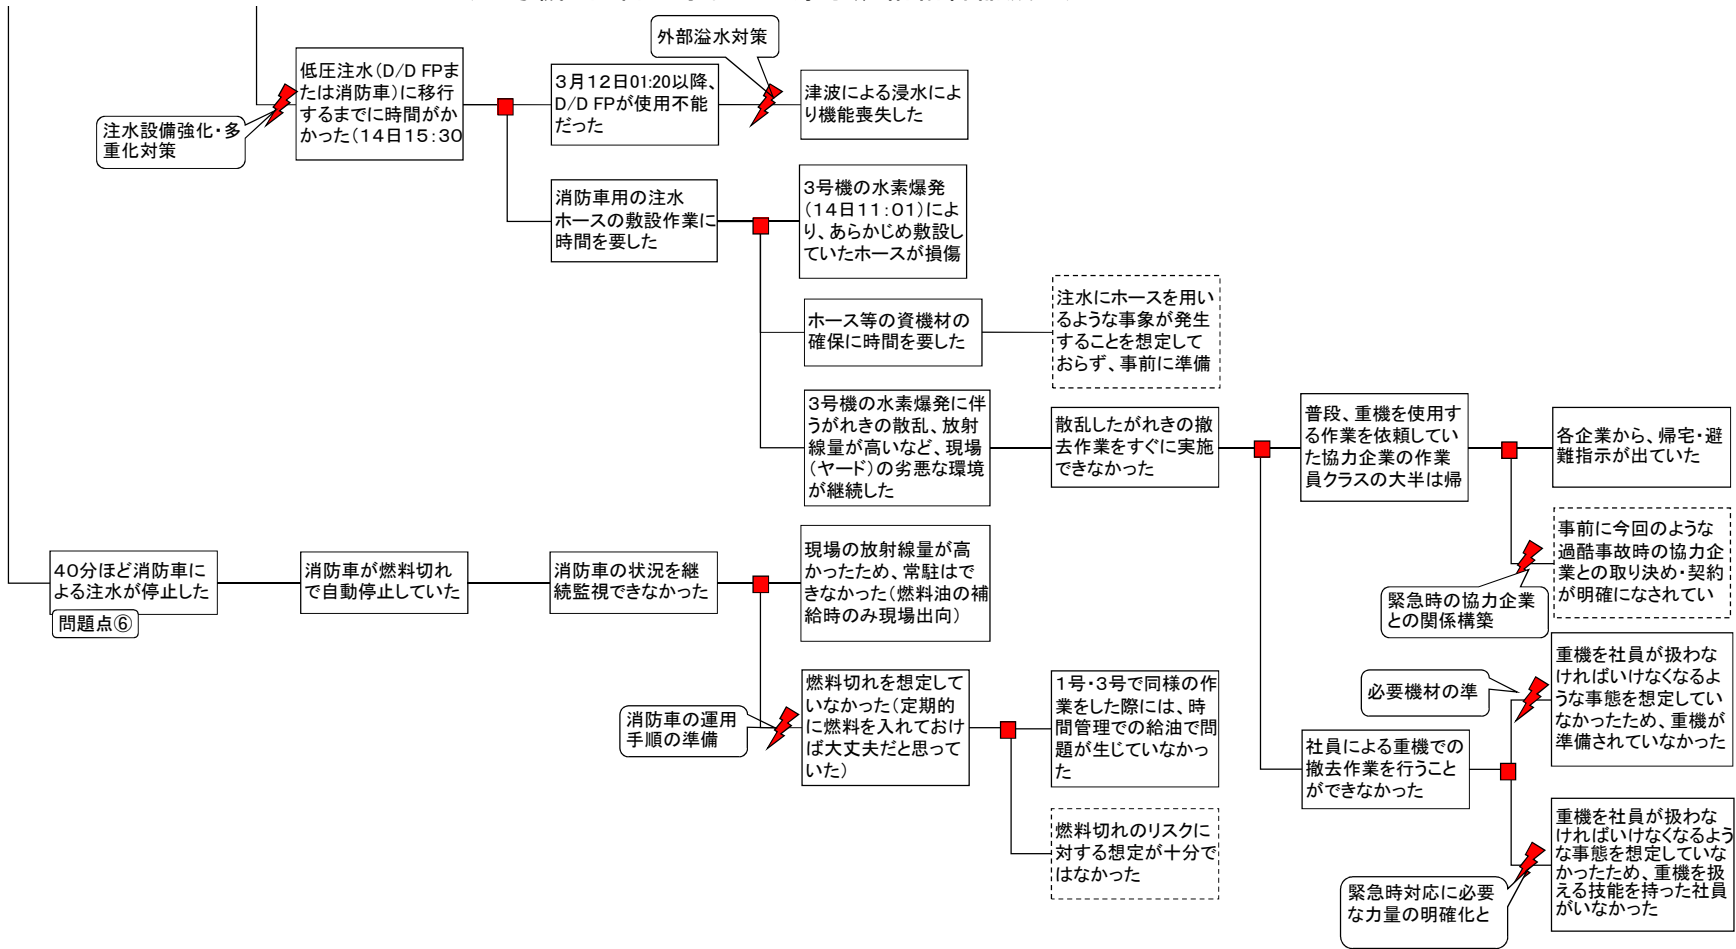 外部溢水対策
低圧注水（D/D FPま
たは消防車）に移行
するまでに時間がか
かった（14日15：30
注水設備強化・多
重化対策
３月１２日01:20以降、
D/D FPが使用不能
だった
津波による浸水によ
り機能喪失した
消防車用の注水
ホースの敷設作業に
時間を要した
３号機の水素爆発
（14日11：01）によ
り、あらかじめ敷設し
ていたホースが損傷
ホース等の資機材の
確保に時間を要した
注水にホースを用い
るような事象が発生
することを想定して
おらず、事前に準備
３号機の水素爆発に伴
うがれきの散乱、放射
線量が高いなど、現場
（ヤード）の劣悪な環境
が継続した
散乱したがれきの撤
去作業をすぐに実施
できなかった
普段、重機を使用す
る作業を依頼してい
た協力企業の作業
員クラスの大半は帰
各企業から、帰宅・避
難指示が出ていた
事前に今回のような
過酷事故時の協力企
業との取り決め・契約
が明確になされてい
緊急時の協力企業
との関係構築
４０分ほど消防車に
よる注水が停止した
問題点⑥
消防車が燃料切れ
で自動停止していた
消防車の状況を継
続監視できなかった
現場の放射線量が高
かったため、常駐はで
きなかった（燃料油の補
給時のみ現場出向）
燃料切れを想定して
いなかった（定期的
に燃料を入れておけ
ば大丈夫だと思って
いた）
消防車の運用
手順の準備
１号・３号で同様の作
業をした際には、時
間管理での給油で問
題が生じていなかっ
た
燃料切れのリスクに
対する想定が十分で
はなかった
社員による重機での
撤去作業を行うこと
ができなかった
必要機材の準
重機を社員が扱わな
ければいけなくなるよ
うな事態を想定してい
なかったため、重機が
準備されていなかった
重機を社員が扱わな
ければいけなくなるよう
な事態を想定していな
かったため、重機を扱
える技能を持った社員
がいなかった
緊急時対応に必要
な力量の明確化と